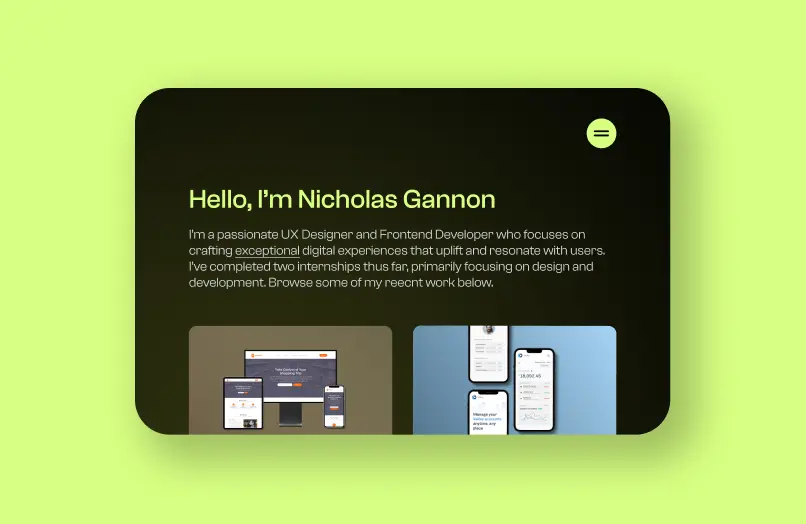 Hello, I'm Nicholas Gannon
I'm a passionate UX Designer and Frontend Developer who focuses on
crafting exceptional digital experiences that uplift and resonate with users.
I've completed two internships thus far, primarily focusing on design and
development. Browse some of my reecnt work below.
Take Control of Your
Shopping Trip
18,092.45
Manage your
anytime, any
place